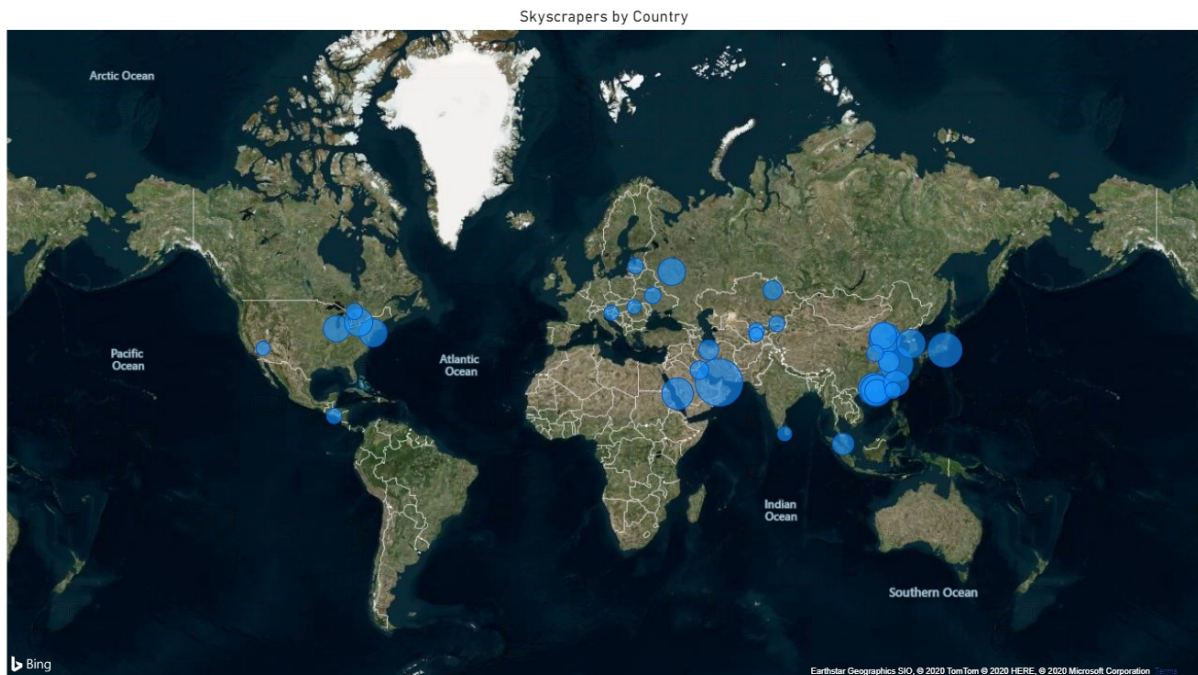 Skyscrapers by Country
Arctic Ocean
Pacific
Ocean
Atlantic
Ocean
Indian
Ocean
Southern Ocean
Bing
Earthstar Geographics SIO, © 2020 TomTom © 2020 HERE, © 2020 Microsoft Corporation Terms